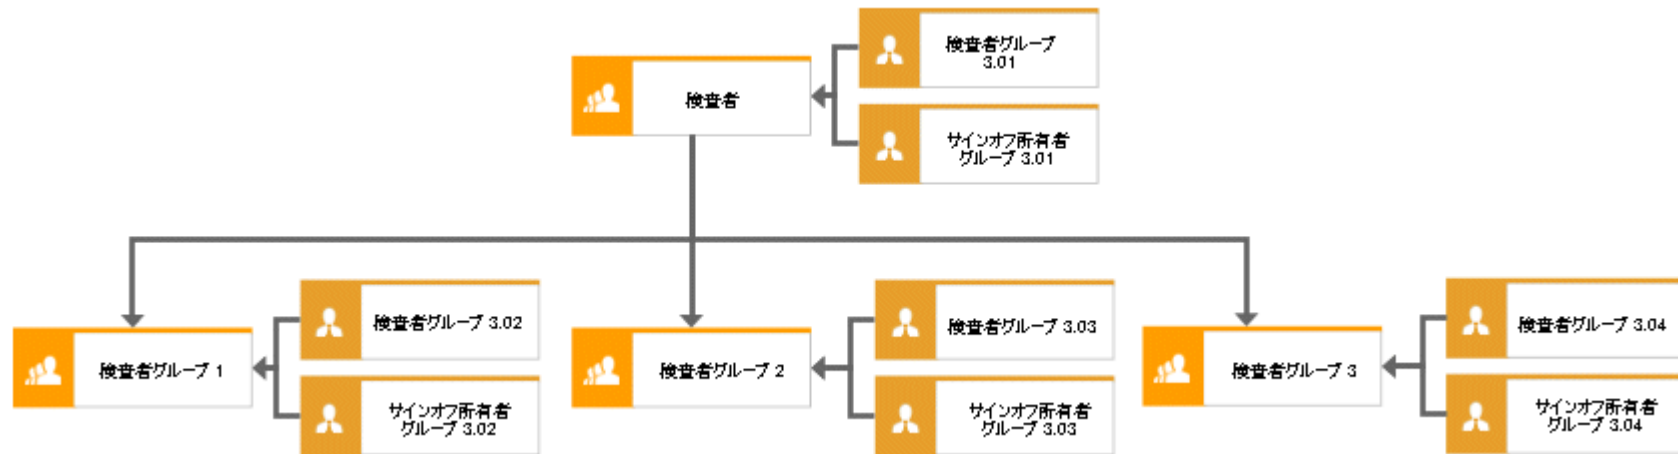 検査者グループ
3.01
検査者
サインオフ所有者
グループ 3.01
検査者グループ 3.02
検査者グループ 1
サインオフ所有者
グループ 3.02
検査者グループ 3.03
検査者グループ 2
サインオフ所有者
グループ 3.03
検査者グループ 3.04
検査者グループ 3
サインオフ所有者
グループ 3.04